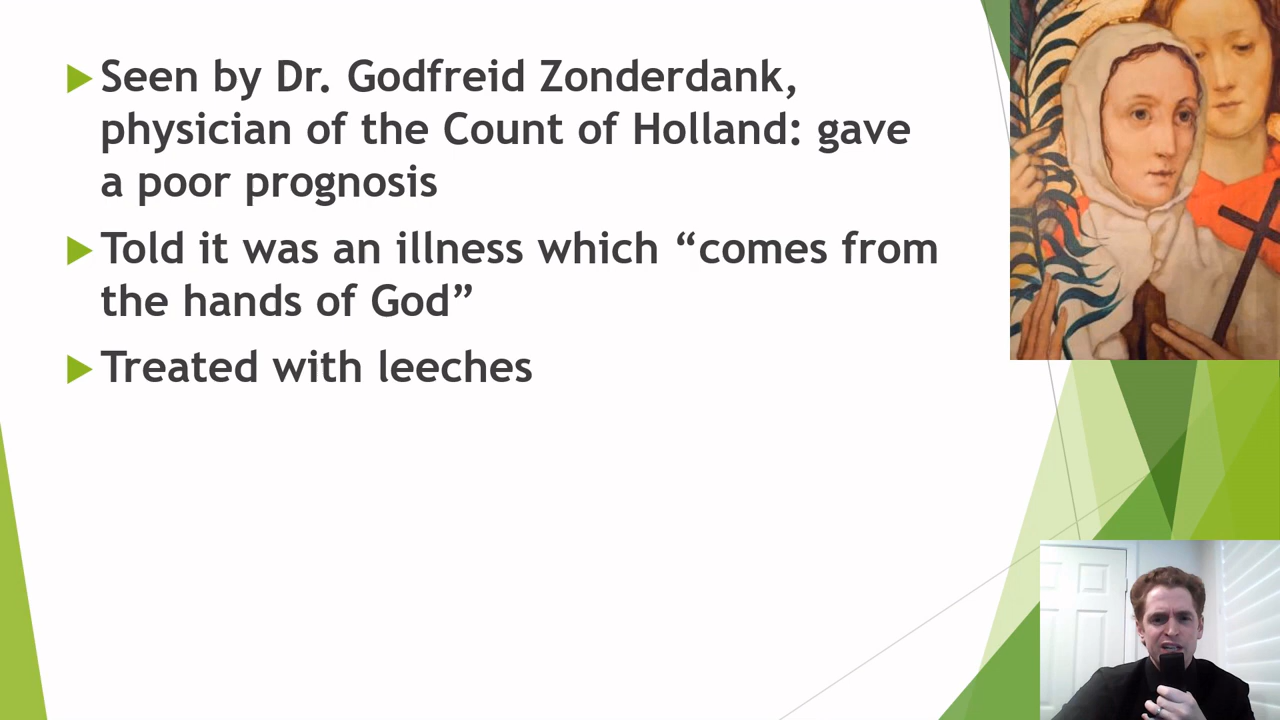 Seen by Dr. Godfreid Zonderdank,
physician of the Count of Holland: gave
a poor prognosis
Told it was an illness which “comes from
the hands of God”
Treated with leeches